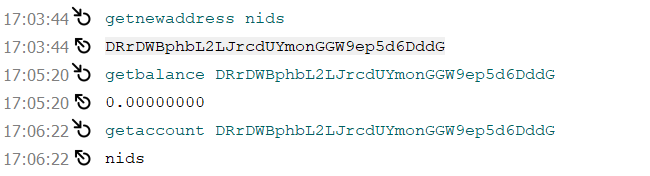 17:03:44 getnewaddress nids
17:03:44 DRrDWBphbL2LJrcdUYmonGGW9ep5d6DddG
17:05:20 getbalance DRrDWBphbL2LJrcdUYmonGGW9ep5d6DddG
17:05:20 0.00000000
17:06:22 getaccount DRrDWBphbL2LJrcdUYmonGGW9ep5d6DddG
17:06:22 nids